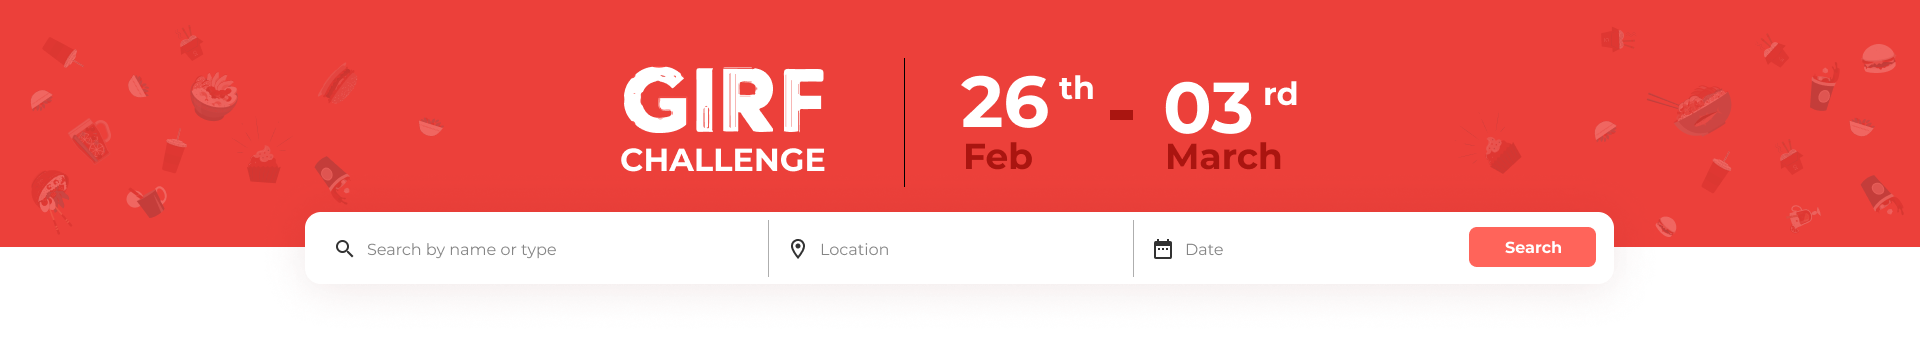 GIRF
CHALLENGE
26 th - 03 rd
Feb March
Search by name or type
Location
Date
Search